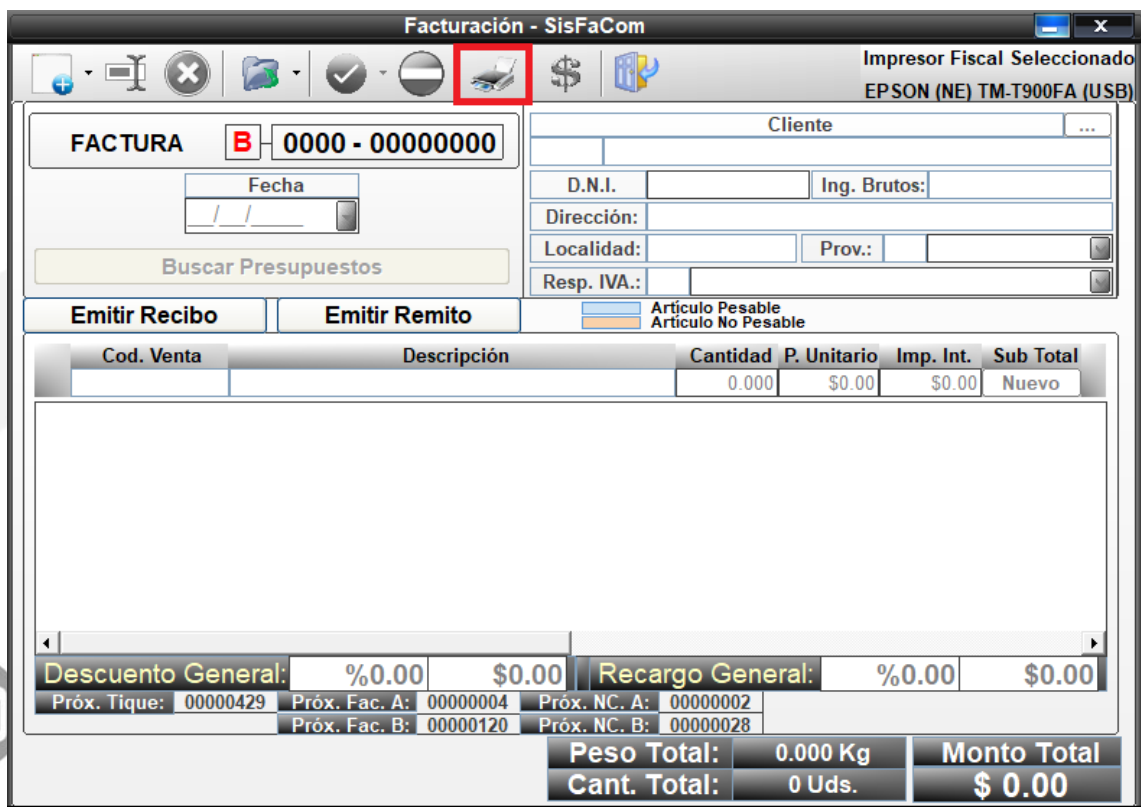 Facturación - SisFaCom
x
Impresor Fiscal Seleccionado
EPSON (NE) TM-T900FA (USB)
FACTURA B 0000 - 00000000
Fecha
__/__/____
Buscar Presupuestos
Cliente ...
D.N.I. Ing. Brutos:
Dirección:
Localidad: Prov.:
Resp. IVA.:
Emitir Recibo Emitir Remito
Artículo Pesable
Artículo No Pesable
Cod. Venta Descripción Cantidad P. Unitario Imp. Int. Sub Total
0.000 $0.00 $0.00 Nuevo
Descuento General: %0.00 $0.00 Recargo General: %0.00 $0.00
Próx. Tique: 00000429 Próx. Fac. A: 00000004 Próx. NC. A: 00000002
Próx. Fac. B: 00000120 Próx. NC. B: 00000028
Peso Total: 0.000 Kg Monto Total
Cant. Total: 0 Uds. $ 0.00